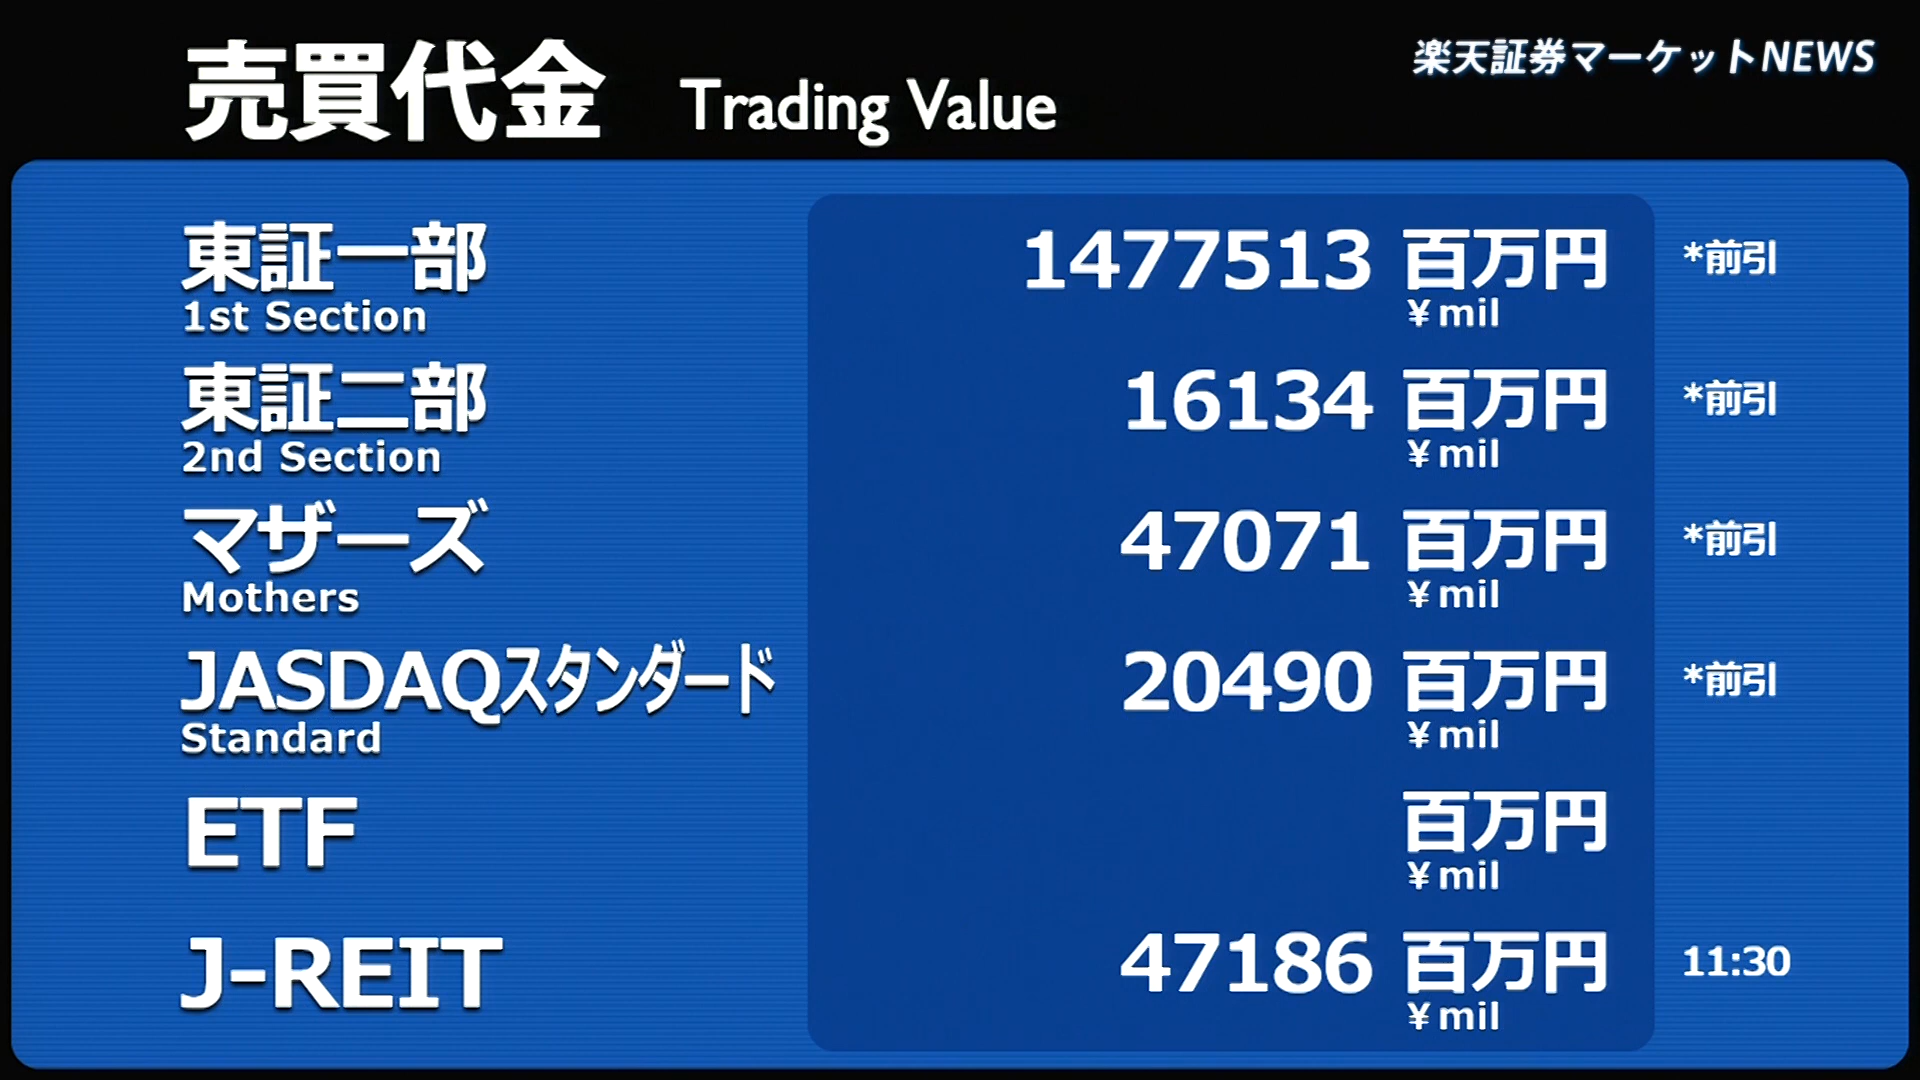 売買代金 Trading Value
楽天証券マーケットNEWS
東証一部 1477513 百万円 *前引
1st Section ¥mil
東証二部 16134 百万円 *前引
2nd Section ¥mil
マザーズ 47071 百万円 *前引
Mothers ¥mil
JASDAQスタンダード 20490 百万円 *前引
Standard ¥mil
ETF 百万円
¥mil
J-REIT 47186 百万円 11:30
¥mil